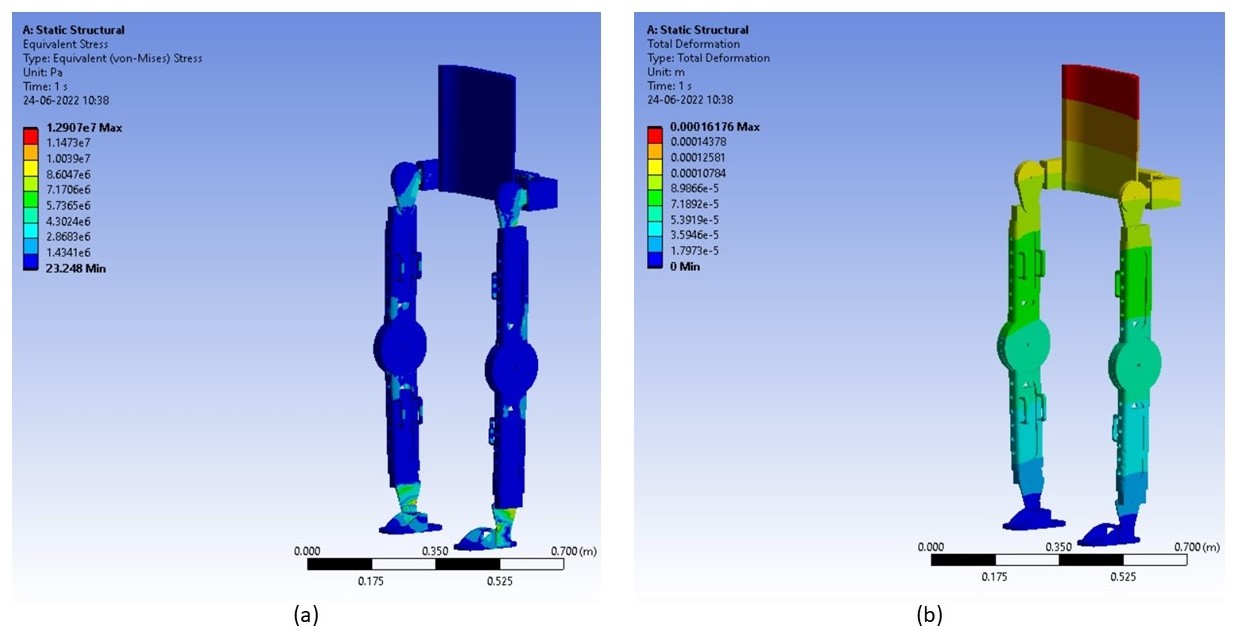 A: Static Structural
Equivalent Stress
Type: Equivalent (von-Mises) Stress
Unit: Pa
Time: 1 s
24-06-2022 10:38
1.2907e7 Max
1.1473e7
1.0039e7
8.6047e6
7.1706e6
5.7365e6
4.3024e6
2.8683e6
1.4341e6
23.248 Min
0.000
0.350
0.700 (m)
0.175
0.525
(a)
A: Static Structural
Total Deformation
Type: Total Deformation
Unit: m
Time: 1 s
24-06-2022 10:38
0.00016176 Max
0.00014378
0.00012581
0.00010784
8.9866e-5
7.1892e-5
5.3919e-5
3.5946e-5
1.7973e-5
0 Min
0.000
0.350
0.700 (m)
0.175
0.525
(b)